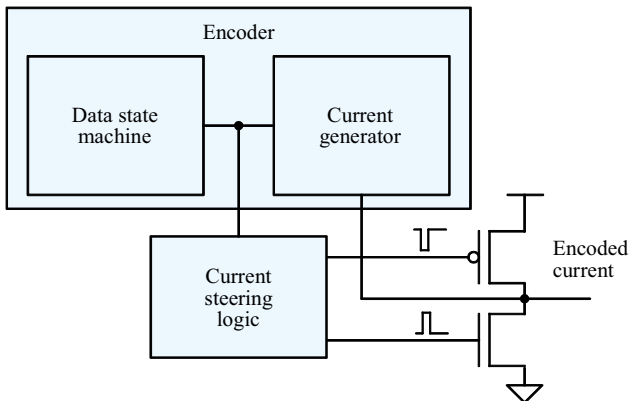 Encoder
Data state
machine
Current
generator
Current
steering
logic
Encoded
current